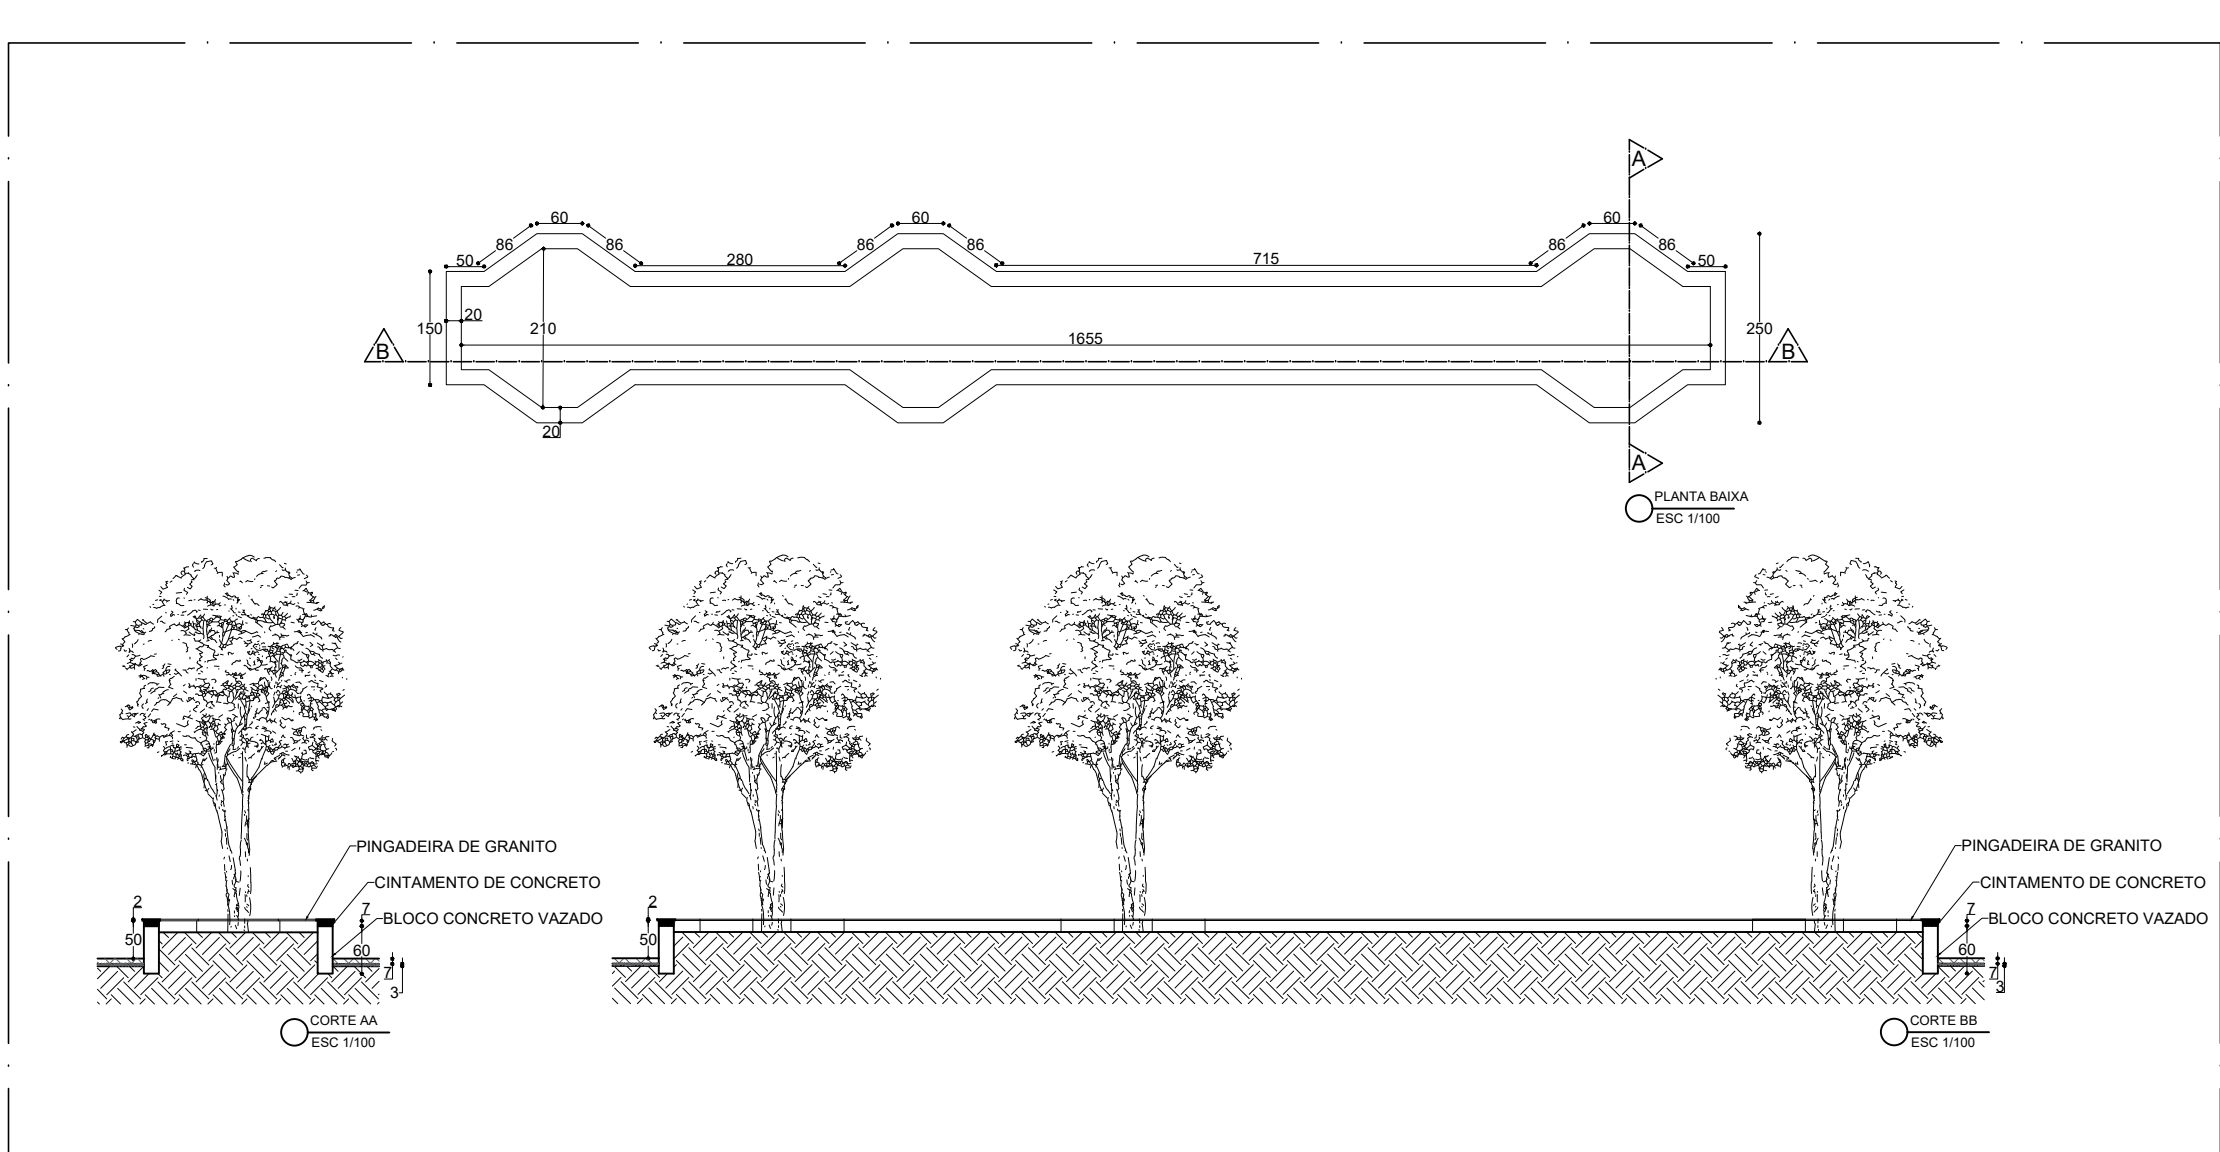 A
60
60
60
86
86
86
86
86
86
50
280
715
50
20
150
210
1655
250
B
B
20
A
PLANTA BAIXA
ESC 1/100
PINGADEIRA DE GRANITO
CINTAMENTO DE CONCRETO
BLOCO CONCRETO VAZADO
2
50
7
60
7
3
CORTE AA
ESC 1/100
PINGADEIRA DE GRANITO
CINTAMENTO DE CONCRETO
BLOCO CONCRETO VAZADO
2
50
7
60
7
3
CORTE BB
ESC 1/100